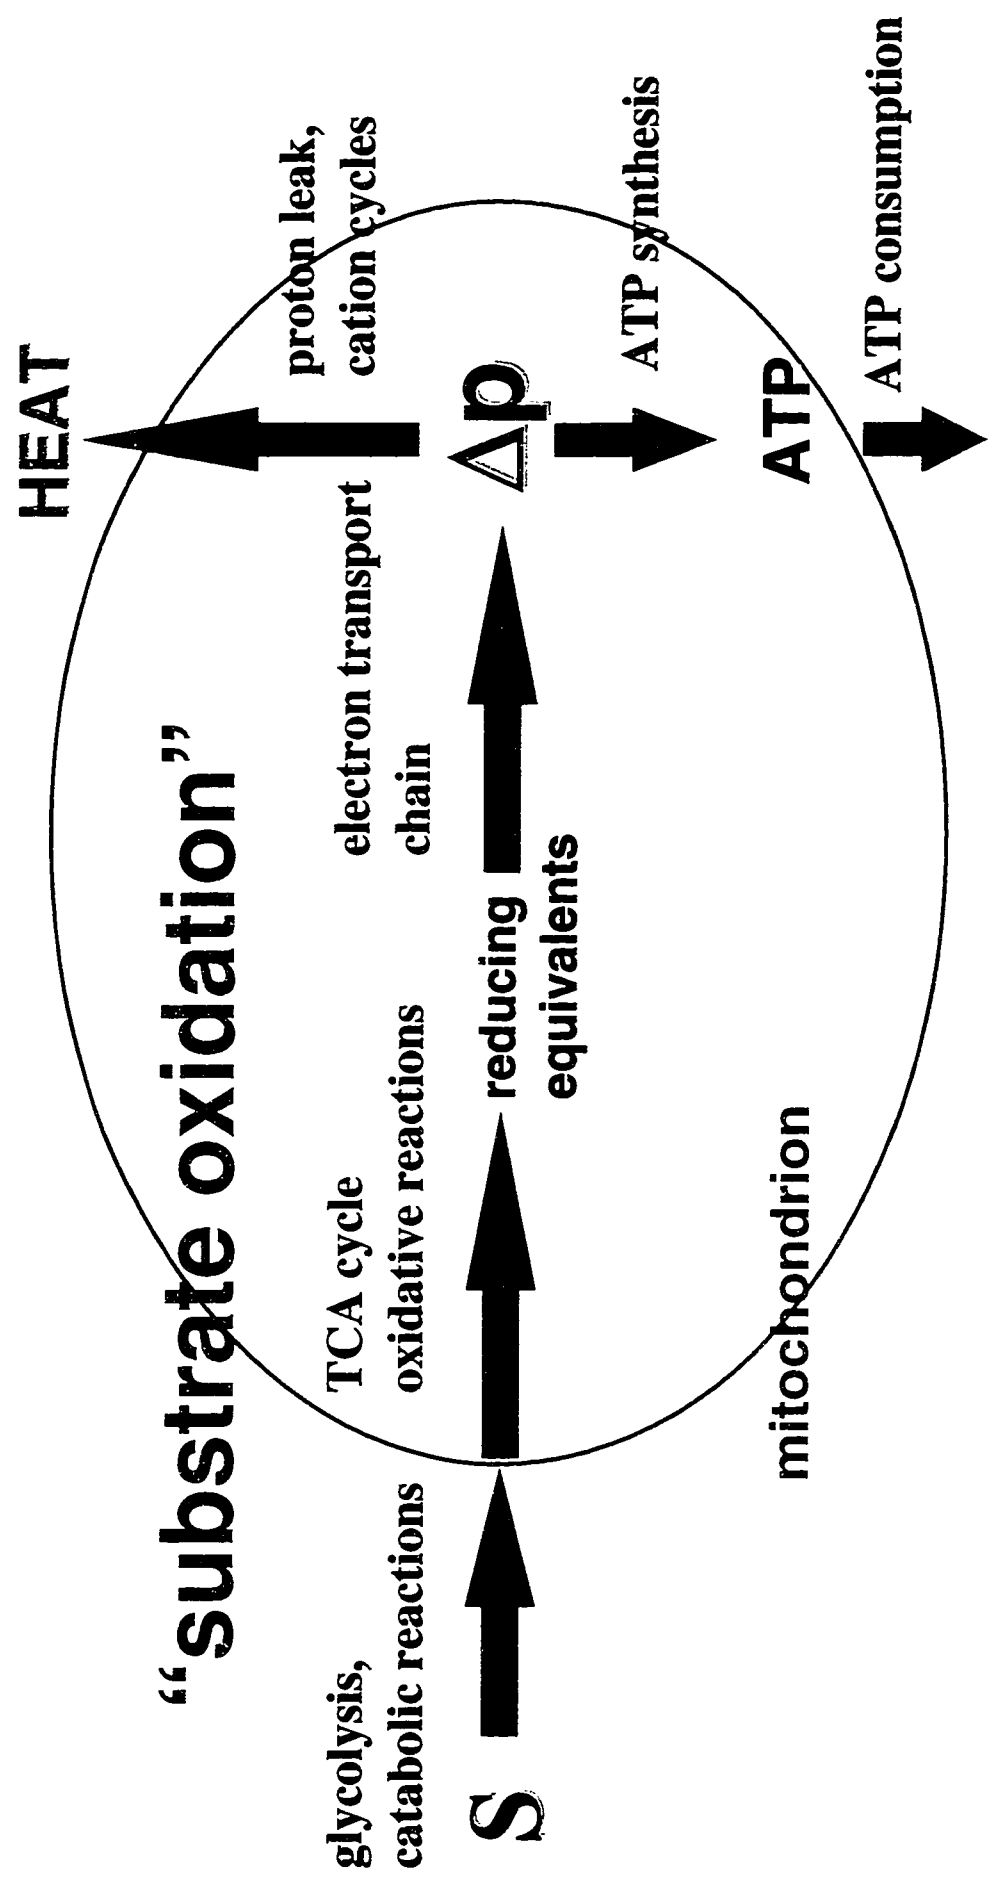 HEAT
"substrate oxidation"
proton leak,
cation cycles
glycolysis,
catabolic reactions
TCA cycle
oxidative reactions
electron transport
chain
S
reducing
equivalents
Δp
ATP synthesis
mitochondrion
ATP
ATP consumption